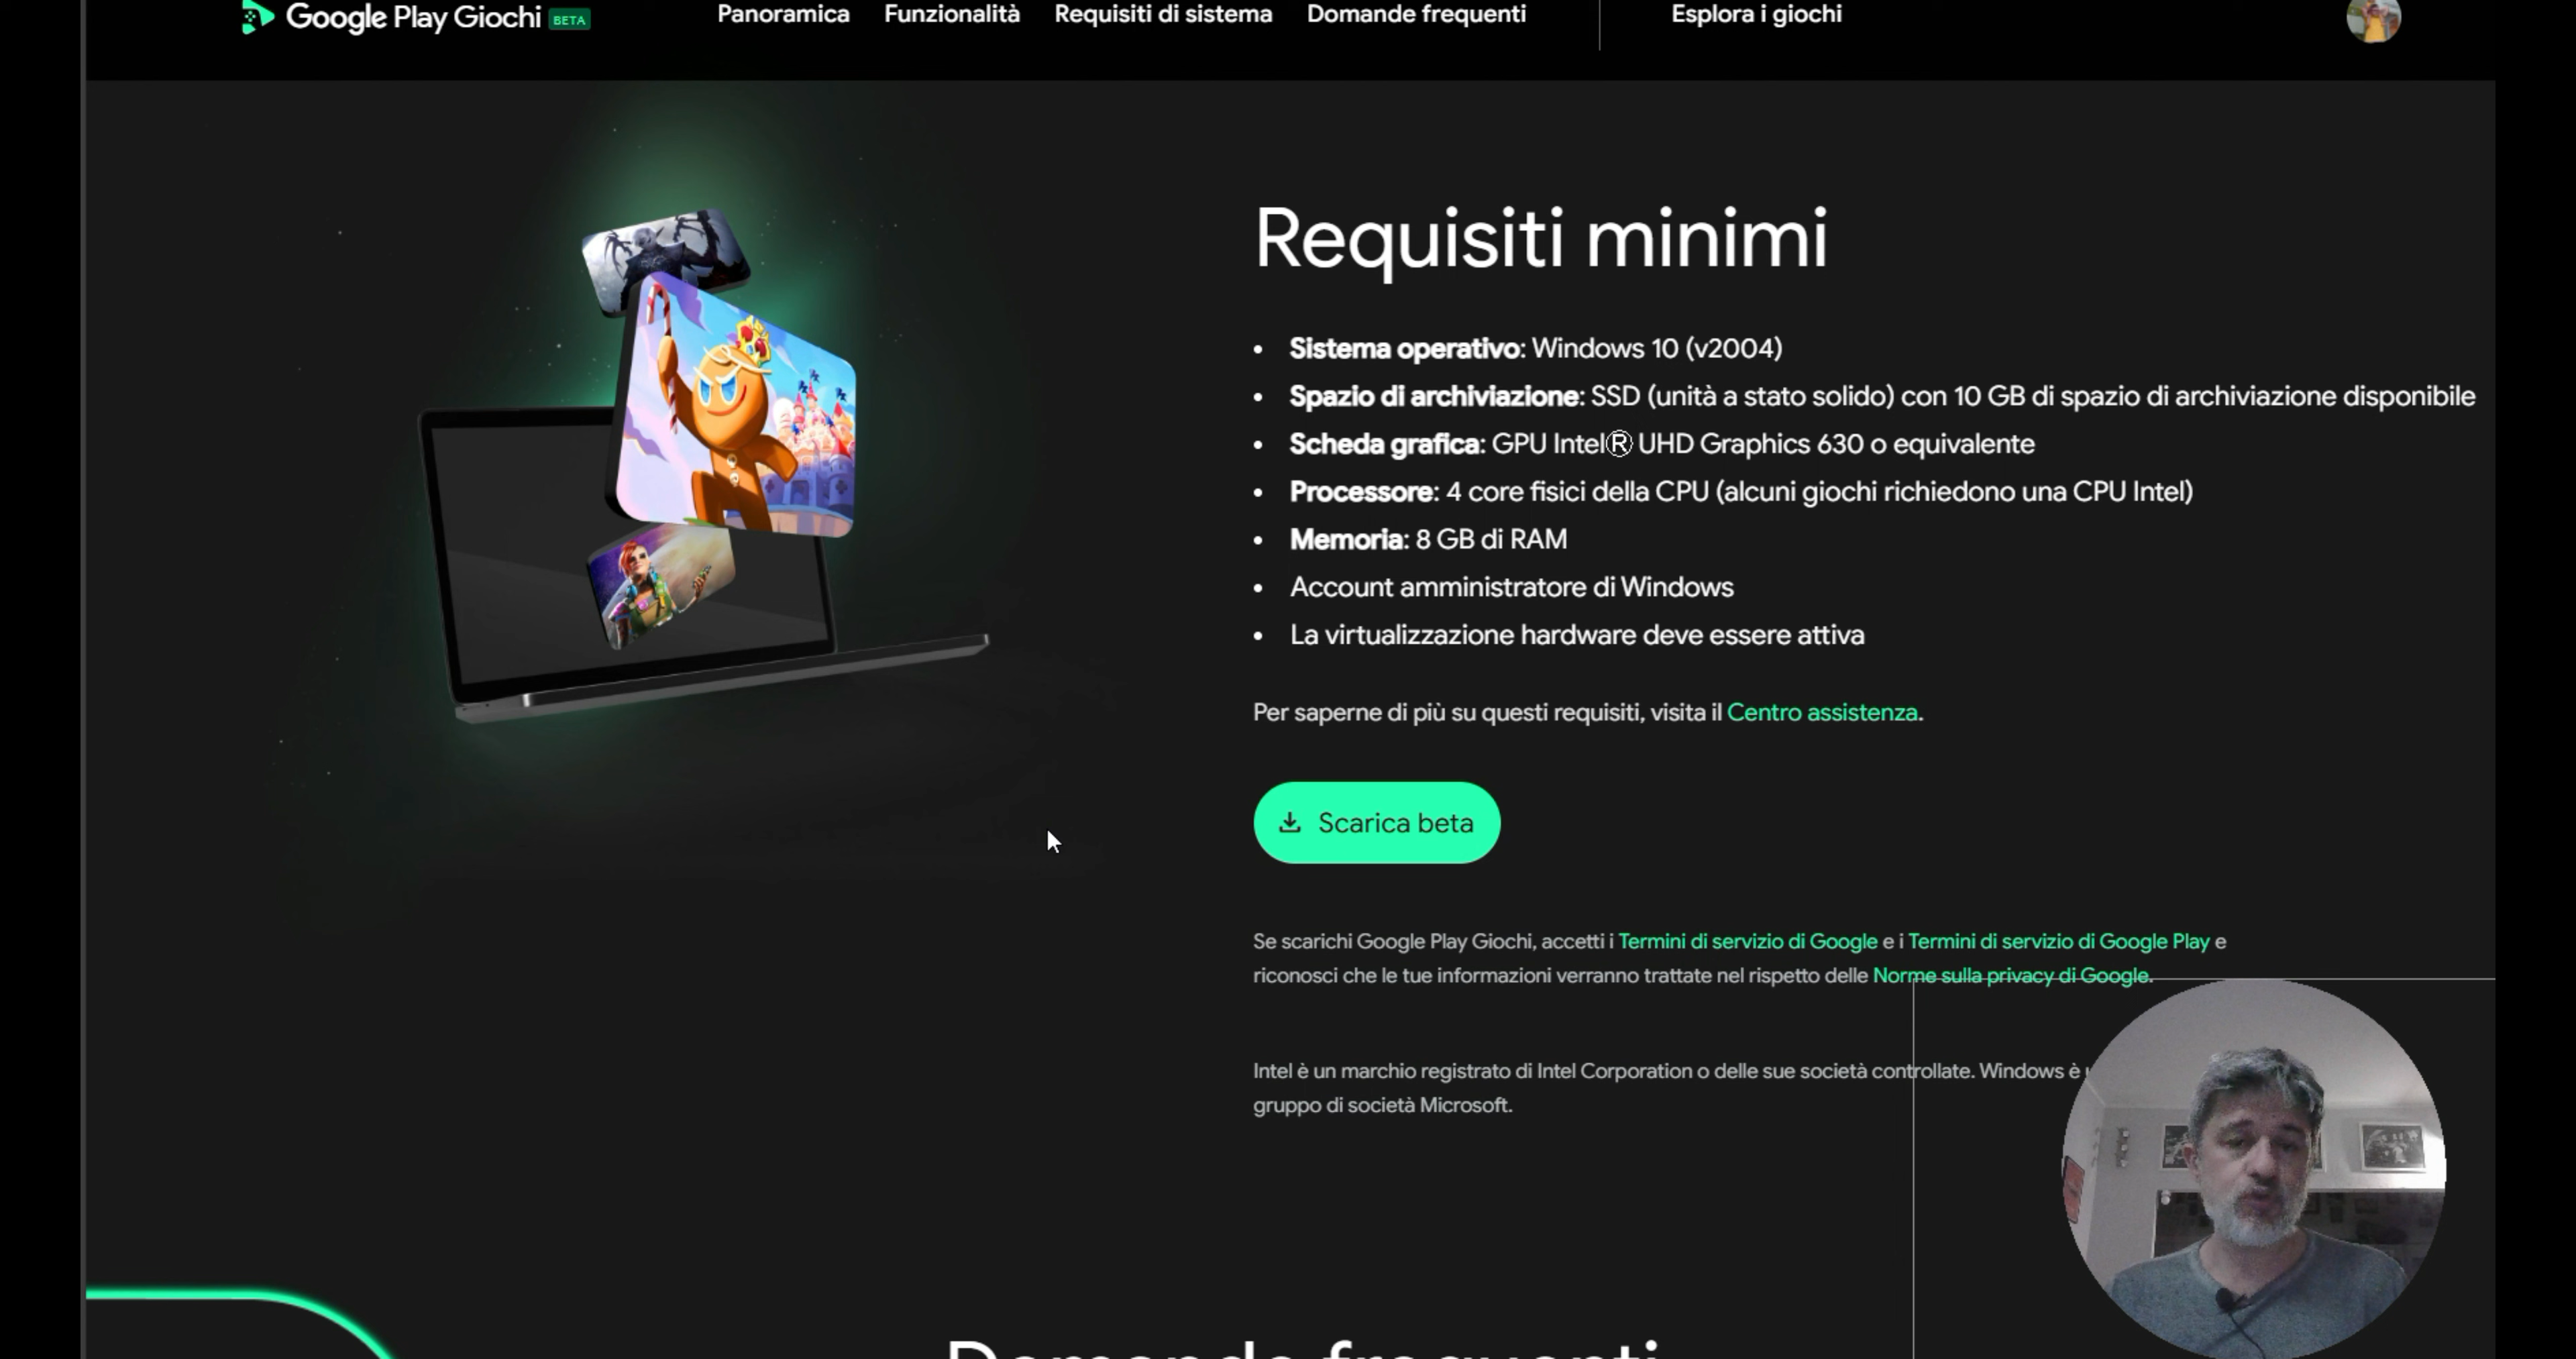 Google Play Giochi BETA
Panoramica Funzionalità Requisiti di sistema Domande frequenti Esplora i giochi
Requisiti minimi
• Sistema operativo: Windows 10 (v2004)
• Spazio di archiviazione: SSD (unità a stato solido) con 10 GB di spazio di archiviazione disponibile
• Scheda grafica: GPU Intel® UHD Graphics 630 o equivalente
• Processore: 4 core fisici della CPU (alcuni giochi richiedono una CPU Intel)
• Memoria: 8 GB di RAM
• Account amministratore di Windows
• La virtualizzazione hardware deve essere attiva
Per saperne di più su questi requisiti, visita il Centro assistenza.
Scarica beta
Se scarichi Google Play Giochi, accetti i Termini di servizio di Google e i Termini di servizio di Google Play e
riconosci che le tue informazioni verranno trattate nel rispetto delle Norme sulla privacy di Google.
Intel è un marchio registrato di Intel Corporation o delle sue società controllate. Windows è
gruppo di società Microsoft.
Domande frequenti